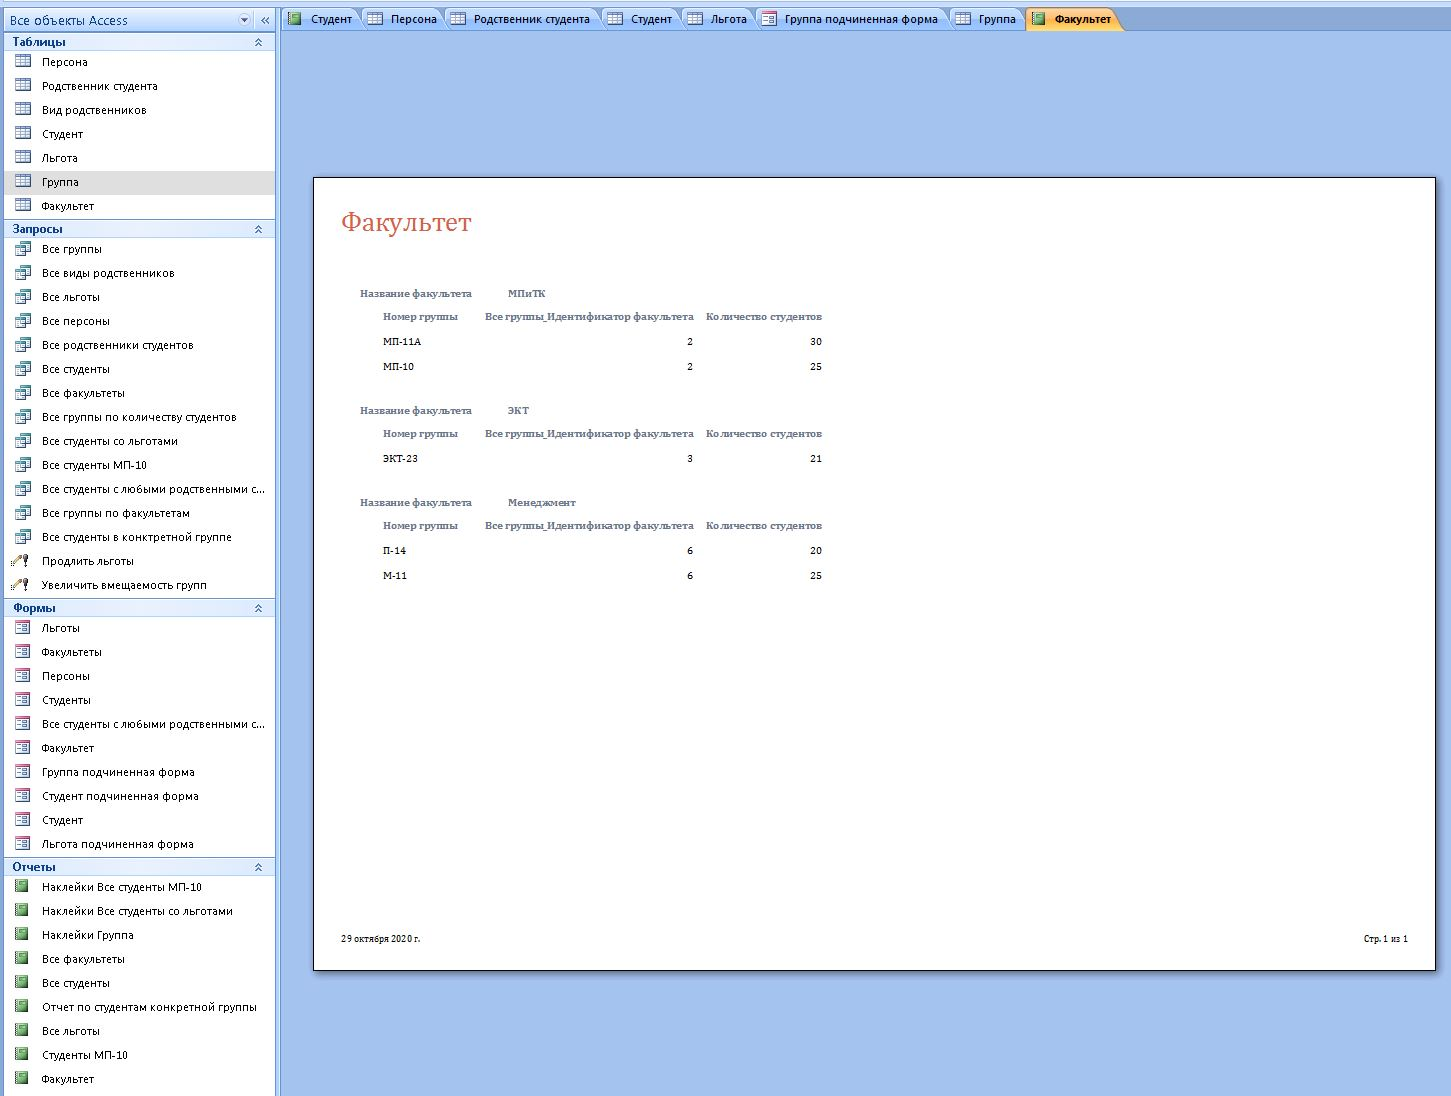 Все объекты Access
Таблицы
Персона
Родственник студента
Вид родственников
Студент
Льгота
Группа
Факультет
Запросы
Все группы
Все виды родственников
Все льготы
Все персоны
Все родственники студентов
Все студенты
Все факультеты
Все группы по количеству студентов
Все студенты со льготами
Все студенты МП-10
Все студенты с любыми родственными с...
Все группы по факультетам
Все студенты в конктретной группе
Продлить льготы
Увеличить вмещаемость групп
Формы
Льготы
Факультеты
Персоны
Студенты
Все студенты с любыми родственными с...
Факультет
Группа подчиненная форма
Студент подчиненная форма
Студент
Льгота подчиненная форма
Отчеты
Наклейки Все студенты МП-10
Наклейки Все студенты со льготами
Наклейки Группа
Все факультеты
Все студенты
Отчет по студентам конкретной группы
Все льготы
Студенты МП-10
Факультет
Студент Персона Родственник студента Студент Льгота Группа подчиненная форма Группа Факультет
Факультет
Название факультета МПиТК
Номер группы Все группы_Идентификатор факультета Количество студентов
МП-11А 2 30
МП-10 2 25
Название факультета ЭКТ
Номер группы Все группы_Идентификатор факультета Количество студентов
ЭКТ-23 3 21
Название факультета Менеджмент
Номер группы Все группы_Идентификатор факультета Количество студентов
П-14 6 20
М-11 6 25
29 октября 2020 г. Стр. 1 из 1